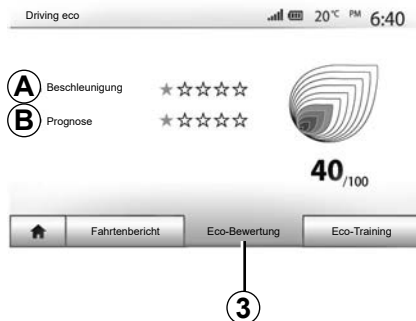 Driving eco 20°C PM 6:40
A Beschleunigung
B Prognose
40/100
Fahrtenbericht Eco-Bewertung Eco-Training
3